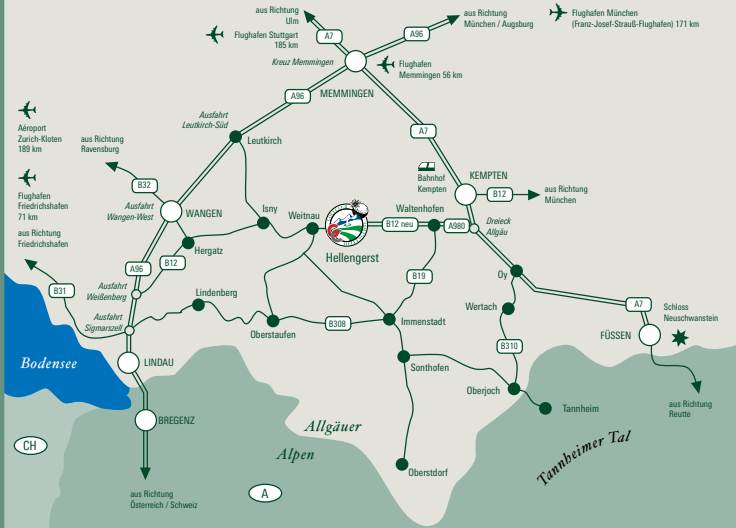 aus Richtung
Ulm
A7
A96
aus Richtung
München / Augsburg
Flughafen München
(Franz-Josef-Strauß-Flughafen) 171 km
Flughafen Stuttgart
185 km
Kreuz Memmingen
Flughafen
Memmingen 56 km
MEMMINGEN
A96
Ausfahrt
Leutkirch-Süd
Leutkirch
A7
Aéroport
Zurich-Kloten
189 km
aus Richtung
Ravensburg
B32
Flughafen
Friedrichshafen
71 km
Ausfahrt
Wangen-West
WANGEN
Isny
Weitnau
Hellengerst
Bahnhof
Kempten
KEMPTEN
B12
aus Richtung
München
Waltenhofen
B12 neu
A980
Dreieck
Allgäu
aus Richtung
Friedrichshafen
Hergatz
B12
A96
B31
Ausfahrt
Weißenberg
Lindenberg
B19
Oy
Ausfahrt
Sigmarszell
Oberstaufen
B308
Immenstadt
Wertach
A7
Schloss
Neuschwanstein
FÜSSEN
B310
Bodensee
LINDAU
Sonthofen
Oberjoch
Tannheim
aus Richtung
Reutte
BREGENZ
Allgäuer
Alpen
Tannheimer Tal
CH
Oberstdorf
A
aus Richtung
Österreich / Schweiz